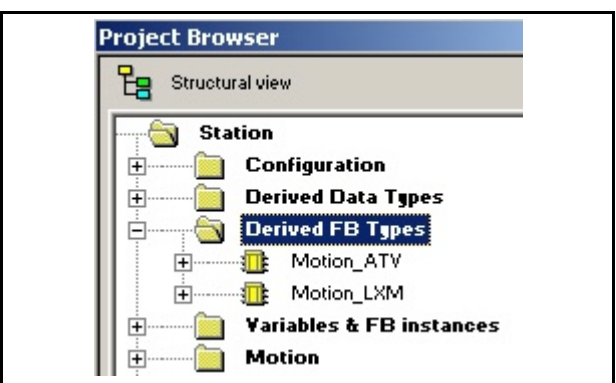 Project Browser
Structural view
Station
Configuration
Derived Data Types
Derived FB Types
Motion_ATV
Motion_LXM
Variables & FB instances
Motion